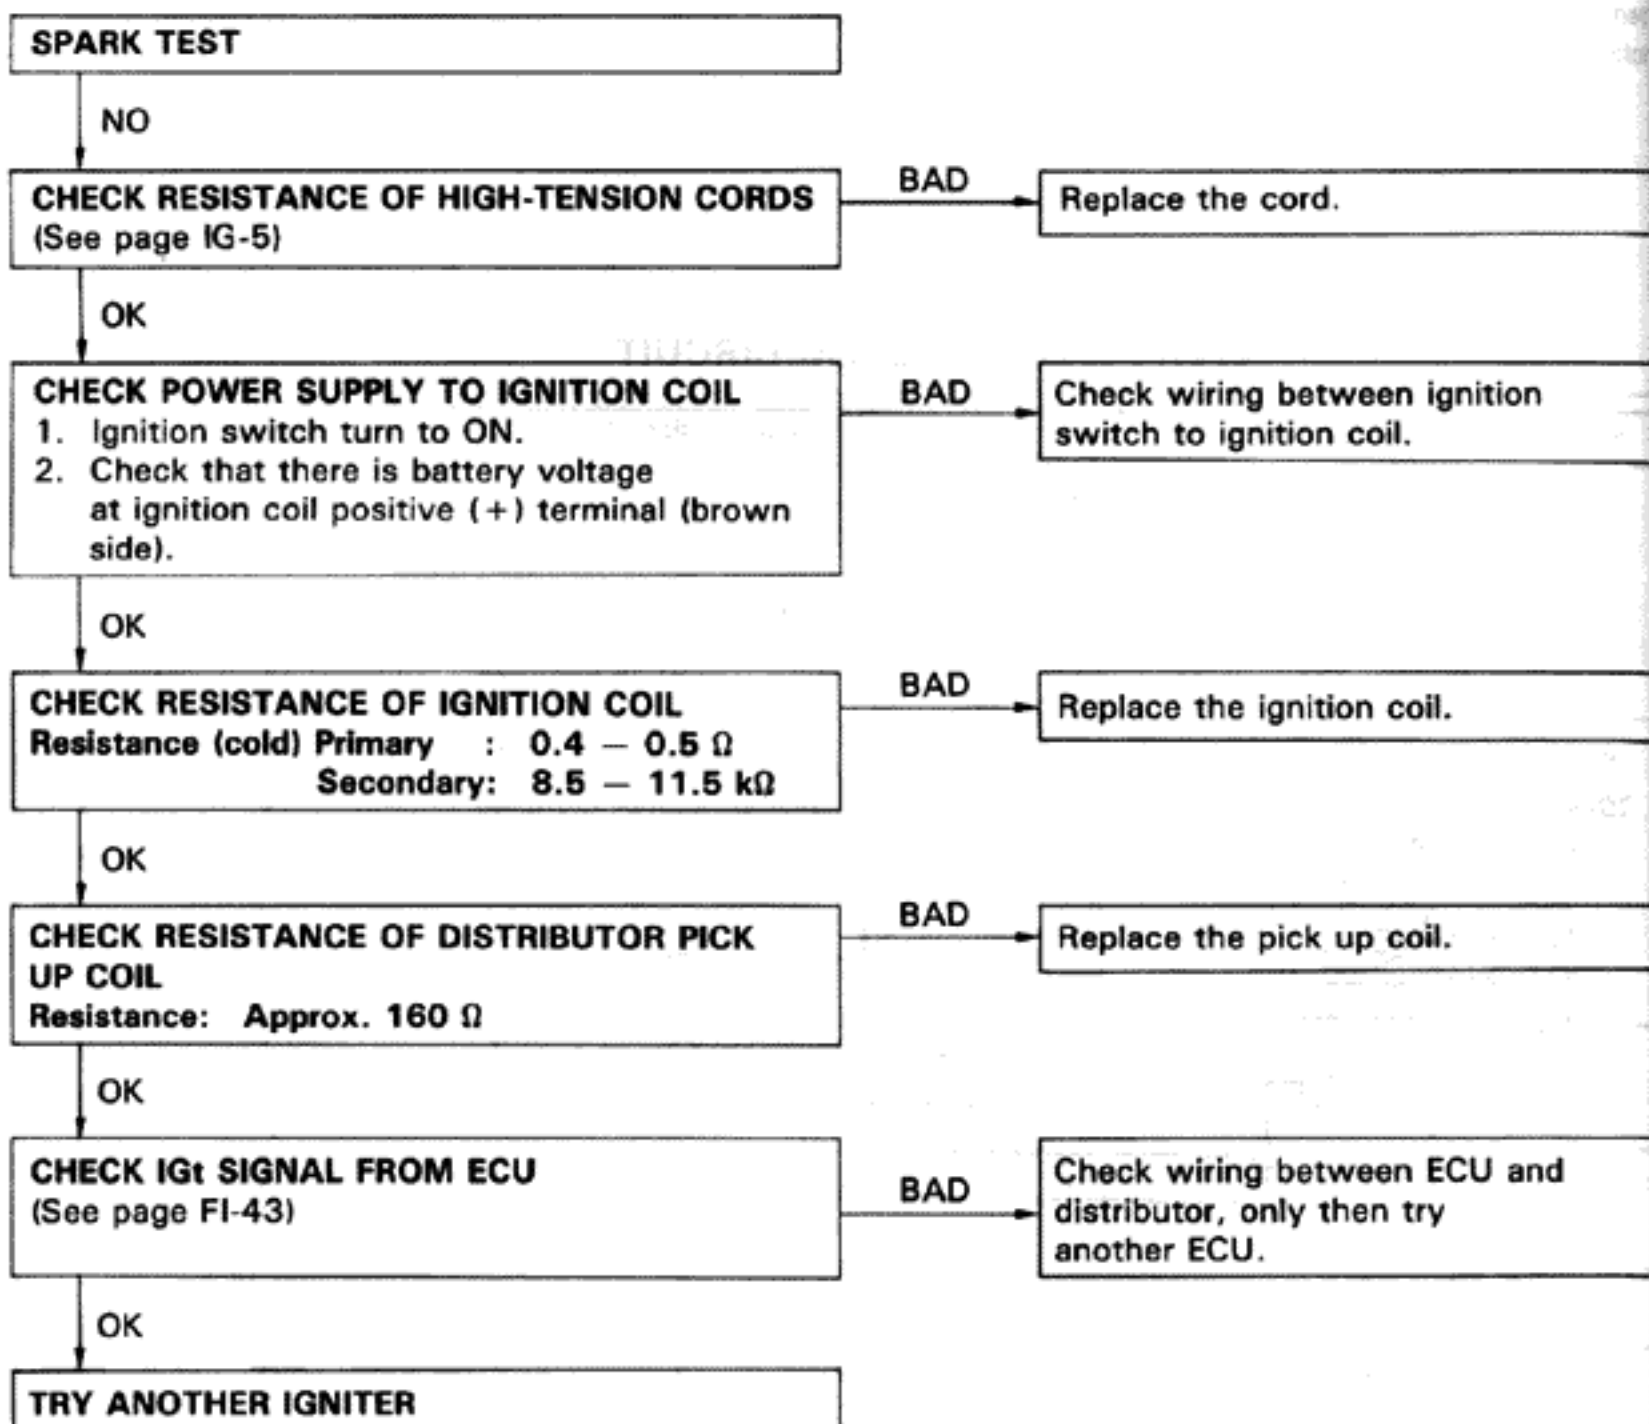 SPARK TEST
NO
CHECK RESISTANCE OF HIGH-TENSION CORDS
(See page IG-5)
BAD
Replace the cord.
OK
CHECK POWER SUPPLY TO IGNITION COIL
1. Ignition switch turn to ON.
2. Check that there is battery voltage
at ignition coil positive (+) terminal (brown
side).
BAD
Check wiring between ignition
switch to ignition coil.
OK
CHECK RESISTANCE OF IGNITION COIL
Resistance (cold) Primary : 0.4 — 0.5 Ω
Secondary: 8.5 — 11.5 kΩ
BAD
Replace the ignition coil.
OK
CHECK RESISTANCE OF DISTRIBUTOR PICK
UP COIL
Resistance: Approx. 160 Ω
BAD
Replace the pick up coil.
OK
CHECK IGt SIGNAL FROM ECU
(See page FI-43)
BAD
Check wiring between ECU and
distributor, only then try
another ECU.
OK
TRY ANOTHER IGNITER